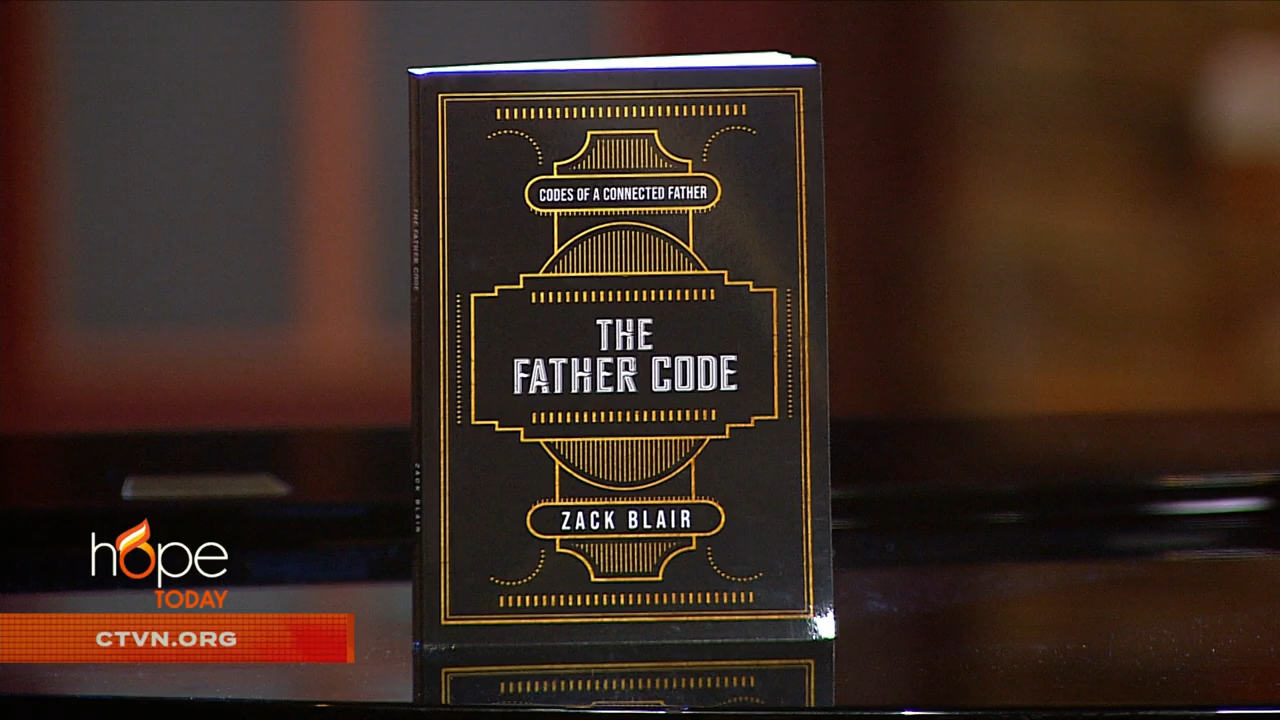 CODES OF A CONNECTED FATHER
THE
FATHER CODE
ZACK BLAIR
THE FATHER CODE
ZACK BLAIR
hope
TODAY
CTVN.ORG